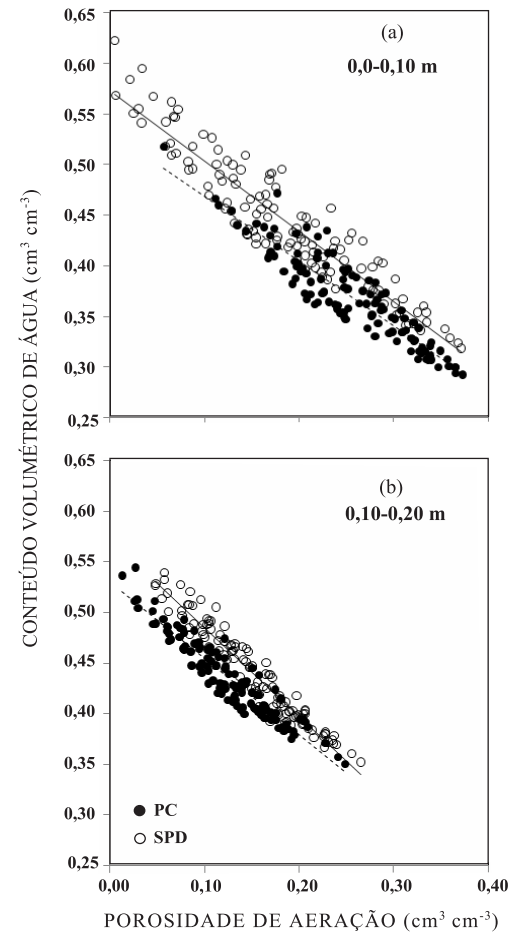 CONTEÚDO VOLUMÉTRICO DE ÁGUA (cm³ cm⁻³)
0,65
(a)
0,0-0,10 m
0,60
0,55
0,50
0,45
0,40
0,35
0,30
0,25
0,65
(b)
0,10-0,20 m
0,60
0,55
0,50
0,45
0,40
0,35
0,30
PC
SPD
0,25
0,00 0,10 0,20 0,30 0,40
POROSIDADE DE AERAÇÃO (cm³ cm⁻³)